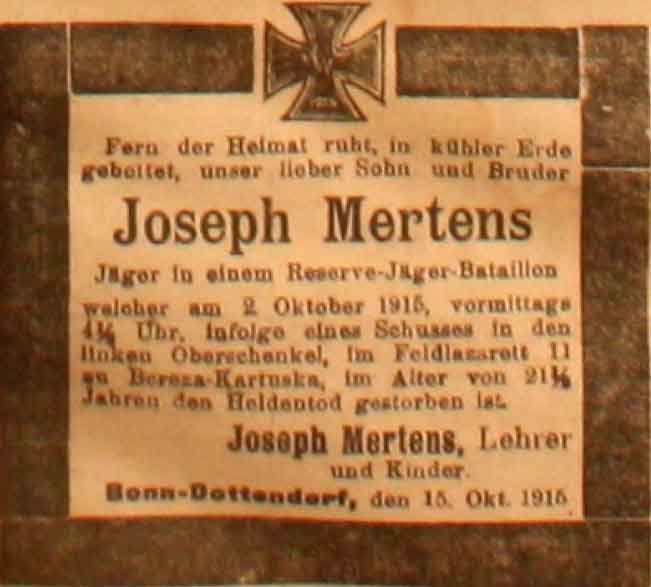 Fern der Heimat ruht, in kühler Erde
gebettet, unser lieber Sohn und Bruder
Joseph Mertens
Jäger in einem Reserve-Jäger-Bataillon
welcher am 2. Oktober 1915, vormittags
4½ Uhr, infolge eines Schusses in den
linken Oberschenkel, im Feldlazarett 11
zu Bereza-Kartuska, im Alter von 21½
Jahren den Heldentod gestorben ist.
Joseph Mertens, Lehrer
und Kinder.
Bonn-Dottendorf, den 15. Okt. 1915